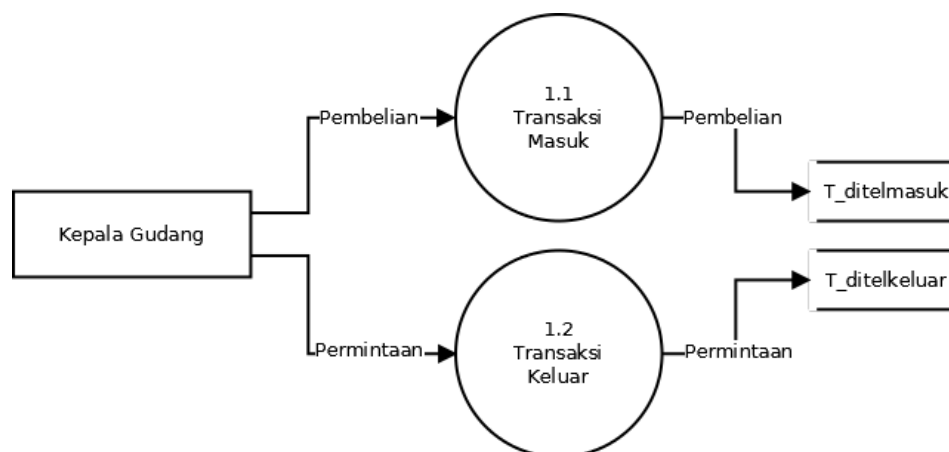 Kepala Gudang
Pembelian
1.1
Transaksi
Masuk
Pembelian
T_ditelmasuk
Permintaan
1.2
Transaksi
Keluar
Permintaan
T_ditelkeluar